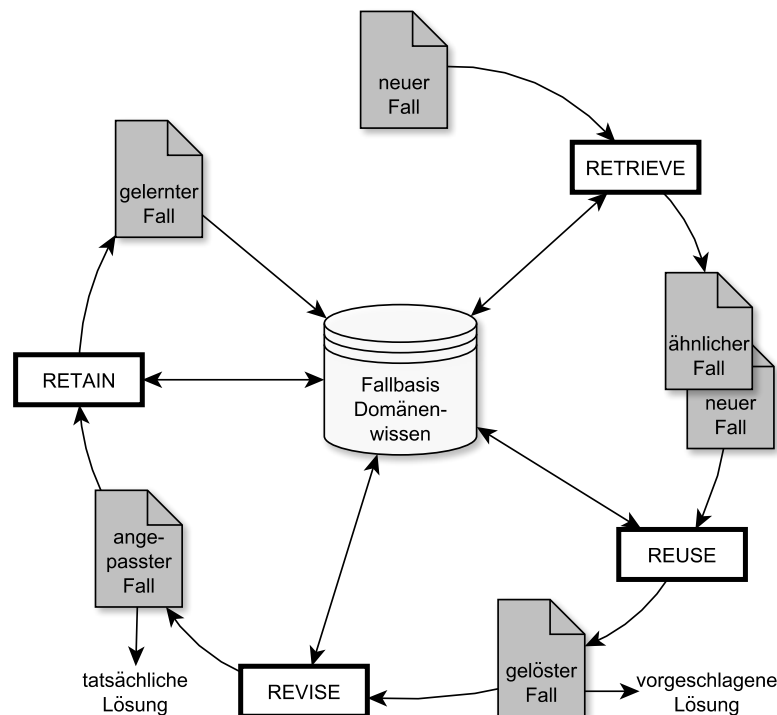 neuer
Fall
RETRIEVE
gelernter
Fall
ähnlicher
Fall
neuer
Fall
RETAIN
Fallbasis
Domänen-
wissen
REUSE
ange-
passter
Fall
gelöster
Fall
vorgeschlagene
Lösung
REVISE
tatsächliche
Lösung